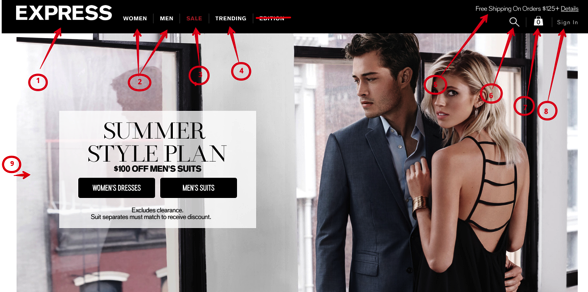 EXPRESS
WOMEN MEN SALE TRENDING EDITION
Free Shipping On Orders $125+ Details
0
Sign In
1
2
4
8
9
SUMMER
STYLE PLAN
$100 OFF MEN'S SUITS
WOMEN'S DRESSES MEN'S SUITS
Excludes clearance.
Suit separates must match to receive discount.